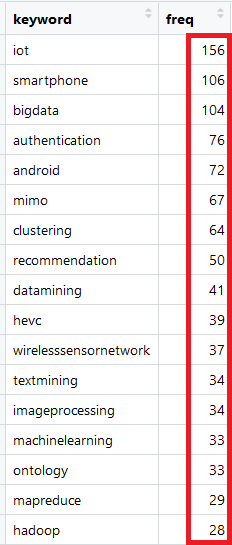 keyword freq
iot 156
smartphone 106
bigdata 104
authentication 76
android 72
mimo 67
clustering 64
recommendation 50
datamining 41
hevc 39
wirelesssensornetwork 37
textmining 34
imageprocessing 34
machinelearning 33
ontology 33
mapreduce 29
hadoop 28